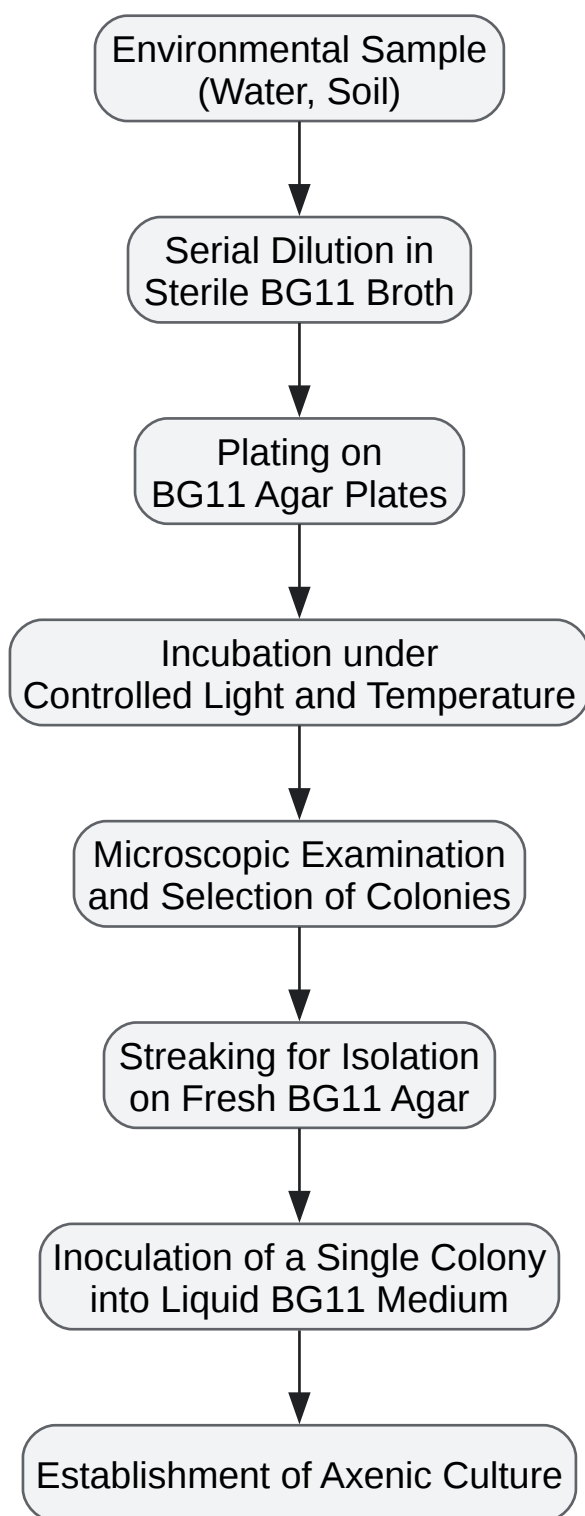 Environmental Sample
(Water, Soil)
Serial Dilution in
Sterile BG11 Broth
Plating on
BG11 Agar Plates
Incubation under
Controlled Light and Temperature
Microscopic Examination
and Selection of Colonies
Streaking for Isolation
on Fresh BG11 Agar
Inoculation of a Single Colony
into Liquid BG11 Medium
Establishment of Axenic Culture